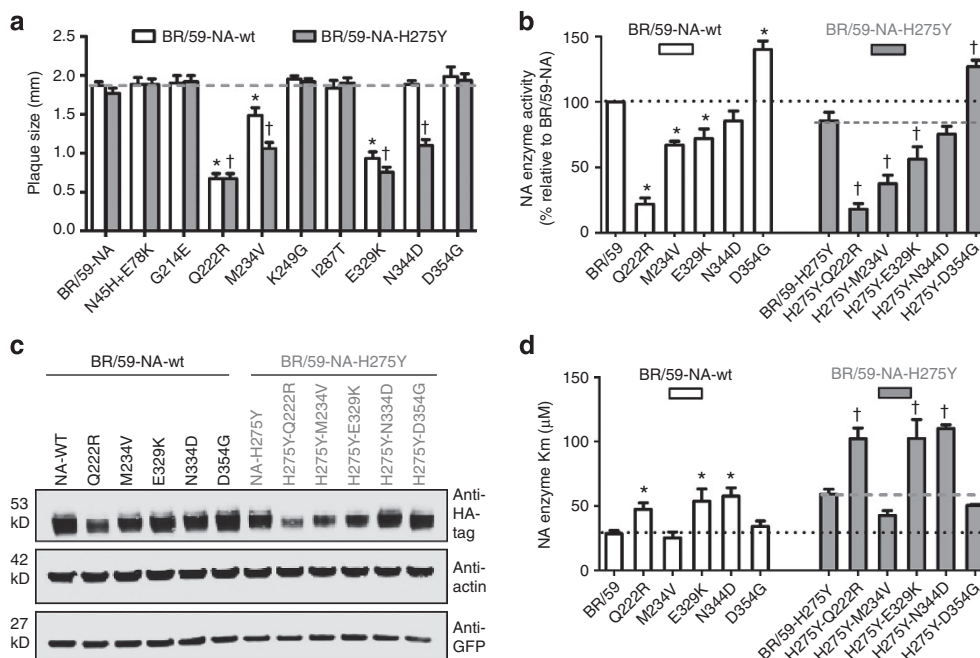 a
BR/59-NA-wt
BR/59-NA-H275Y
Plaque size (mm)
2.5
2.0
1.5
1.0
0.5
0.0
* †
* †
* †
†
BR/59-NA
N45H+E78K
G214E
Q222R
M234V
K249G
I287T
E329K
N344D
D354G
b
BR/59-NA-wt
BR/59-NA-H275Y
NA enzyme activity
(% relative to BR/59-NA)
150
100
50
0
* * * *
† † † †
BR/59
Q222R
M234V
E329K
N344D
D354G
BR/59-H275Y
H275Y-Q222R
H275Y-M234V
H275Y-E329K
H275Y-N344D
H275Y-D354G
c
BR/59-NA-wt
BR/59-NA-H275Y
NA-WT
Q222R
M234V
E329K
N334D
D354G
NA-H275Y
H275Y-Q222R
H275Y-M234V
H275Y-E329K
H275Y-N334D
H275Y-D354G
53
kD
Anti-
HA-
tag
42
kD
Anti-
actin
27
kD
Anti-
GFP
d
BR/59-NA-wt
BR/59-NA-H275Y
NA enzyme Km (µM)
150
100
50
0
* * *
† † †
BR/59
Q222R
M234V
E329K
N344D
D354G
BR/59-H275Y
H275Y-Q222R
H275Y-M234V
H275Y-E329K
H275Y-N344D
H275Y-D354G